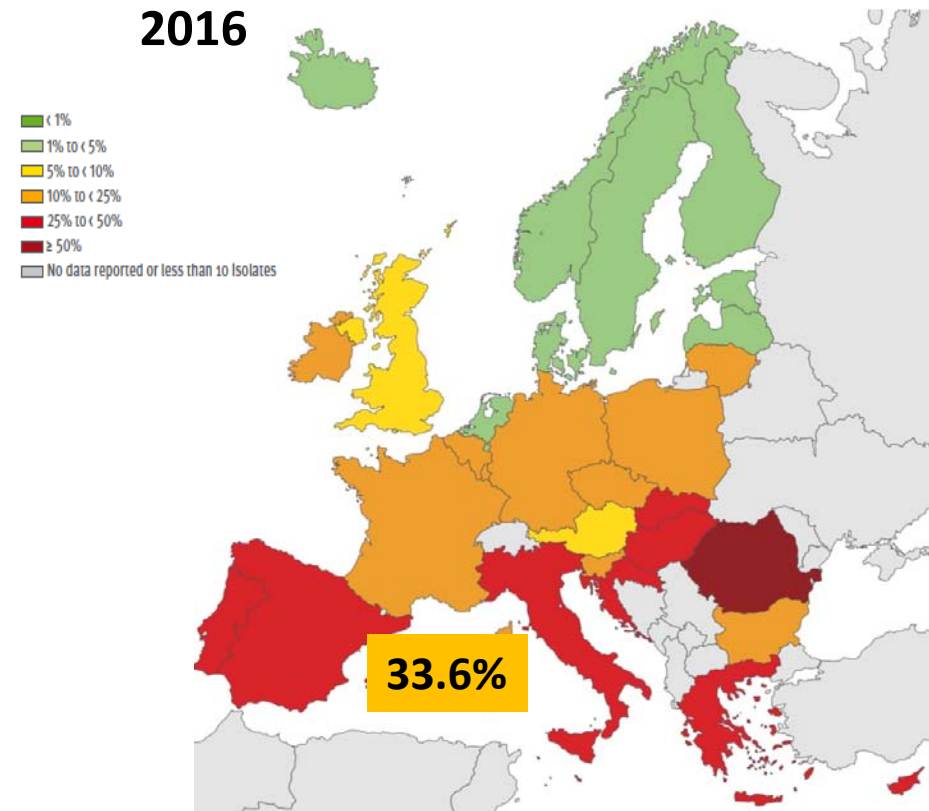 2016
< 1%
1% to < 5%
5% to < 10%
10% to < 25%
25% to < 50%
≥ 50%
No data reported or less than 10 Isolates
33.6%